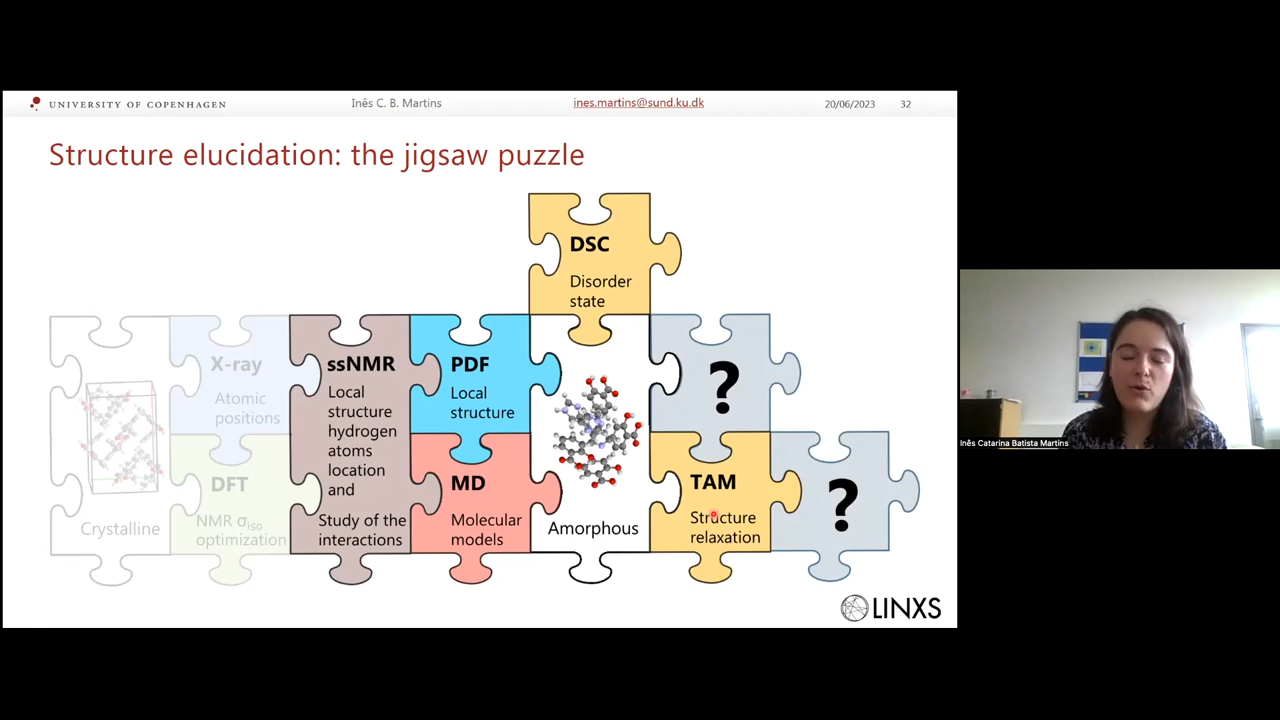 UNIVERSITY OF COPENHAGEN
Inês C. B. Martins
ines.martins@sund.ku.dk
20/06/2023
32
Structure elucidation: the jigsaw puzzle
DSC
Disorder
state
X-ray
Atomic
positions
ssNMR
Local
structure
hydrogen
atoms
location
and
Study of the
interactions
PDF
Local
structure
?
Crystalline
DFT
NMR σiso
optimization
MD
Molecular
models
Amorphous
TAM
Structure
relaxation
?
LINXS
Inês Catarina Batista Martins